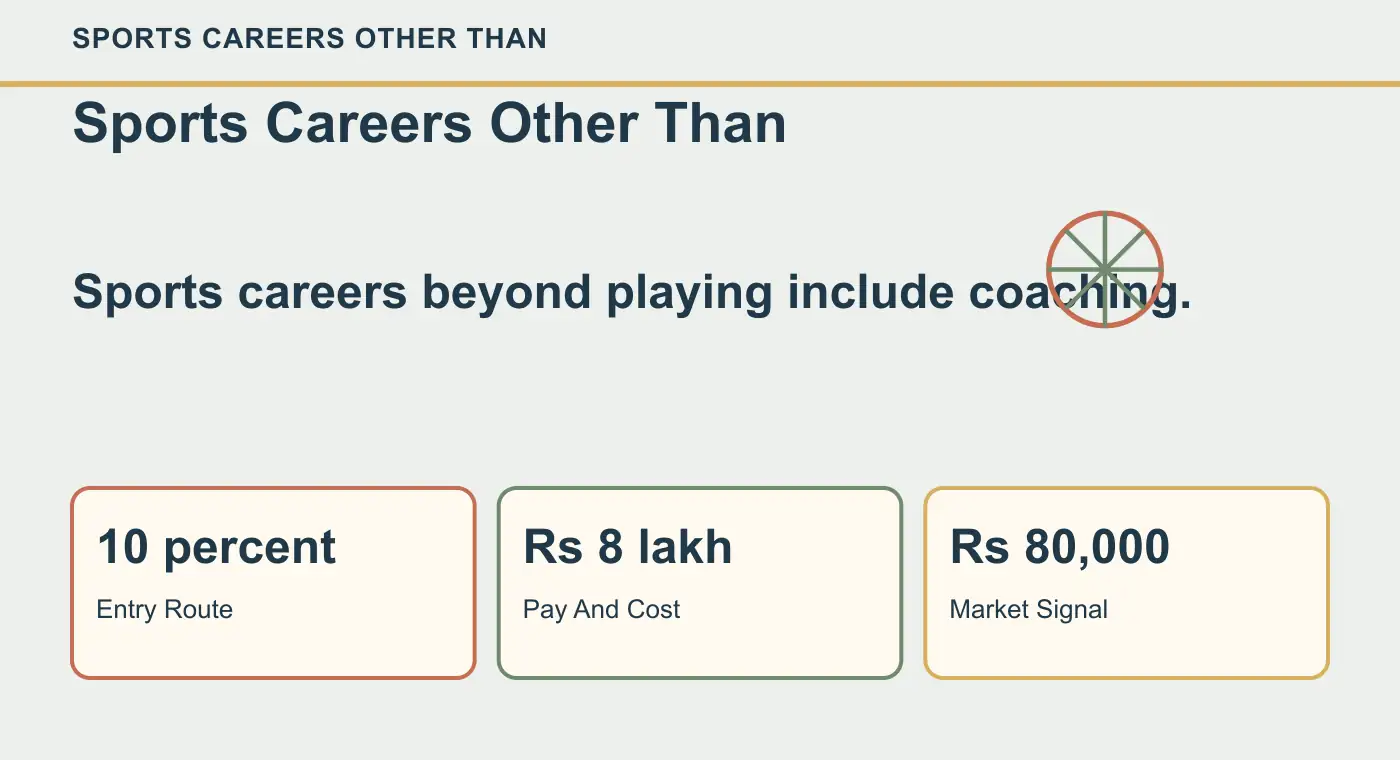 SPORTS CAREERS OTHER THAN
Sports Careers Other Than
Sports careers beyond playing include coaching.
10 percent
Entry Route
Rs 8 lakh
Pay And Cost
Rs 80,000
Market Signal